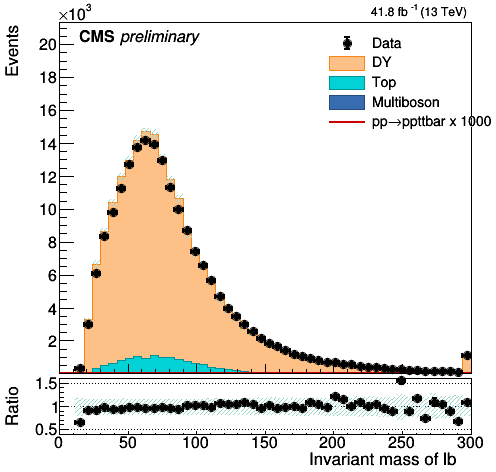 ×10³
41.8 fb⁻¹ (13 TeV)
CMS preliminary
Events
Data
DY
Top
Multiboson
pp→ppttbar x 1000
20
18
16
14
12
10
8
6
4
2
Ratio
1.5
1
0.5
0 50 100 150 200 250 300
Invariant mass of lb